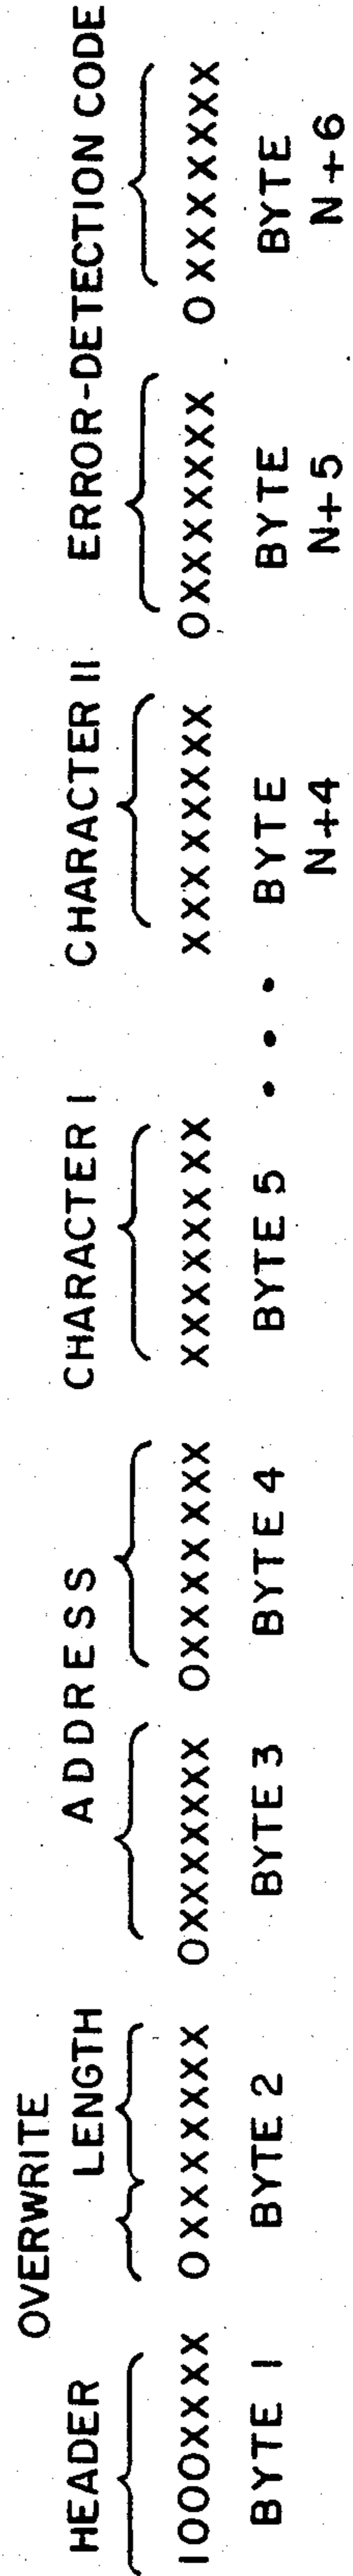 OVERWRITE
HEADER LENGTH ADDRESS CHARACTER I CHARACTER II ERROR-DETECTION CODE
1000XXXX 0XXXXXXX 0XXXXXXX 0XXXXXXX XXXXXXXX XXXXXXXX 0XXXXXXX 0XXXXXXX
BYTE 1 BYTE 2 BYTE 3 BYTE 4 BYTE 5 • • • BYTE BYTE BYTE
N+4 N+5 N+6